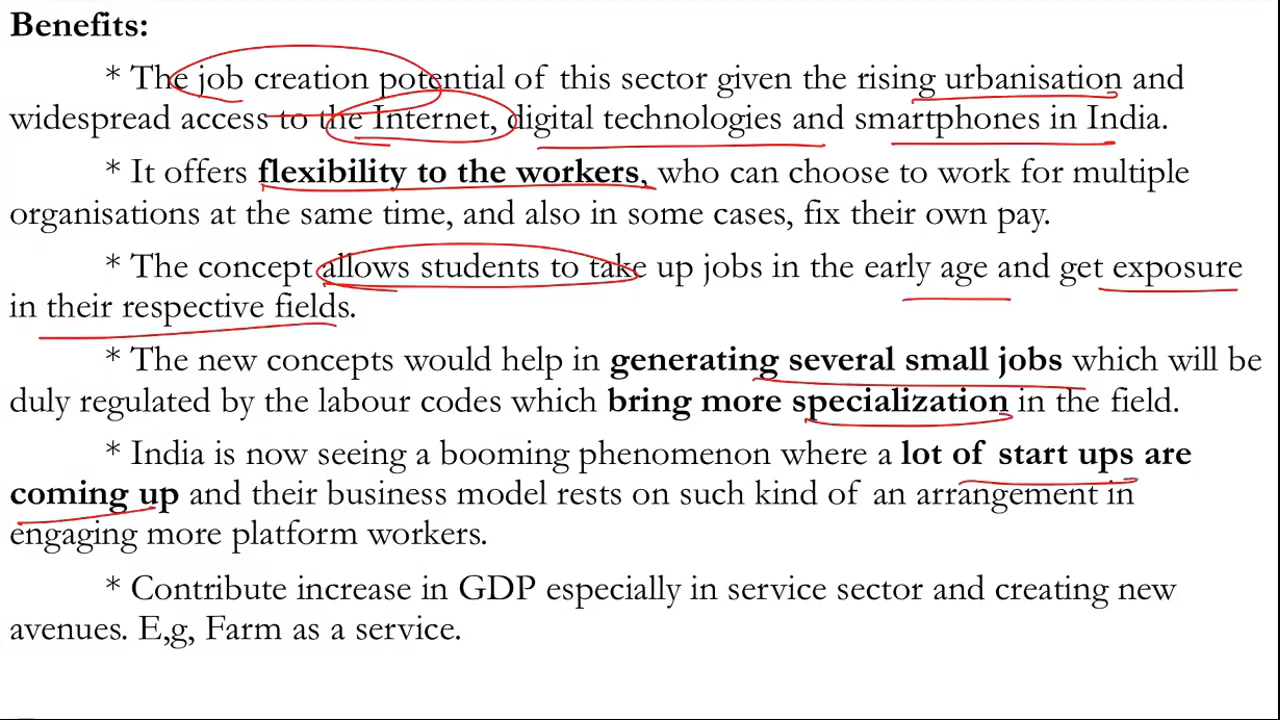 Benefits:
* The job creation potential of this sector given the rising urbanisation and
widespread access to the Internet, digital technologies and smartphones in India.
* It offers flexibility to the workers, who can choose to work for multiple
organisations at the same time, and also in some cases, fix their own pay.
* The concept allows students to take up jobs in the early age and get exposure
in their respective fields.
* The new concepts would help in generating several small jobs which will be
duly regulated by the labour codes which bring more specialization in the field.
* India is now seeing a booming phenomenon where a lot of start ups are
coming up and their business model rests on such kind of an arrangement in
engaging more platform workers.
* Contribute increase in GDP especially in service sector and creating new
avenues. E,g, Farm as a service.